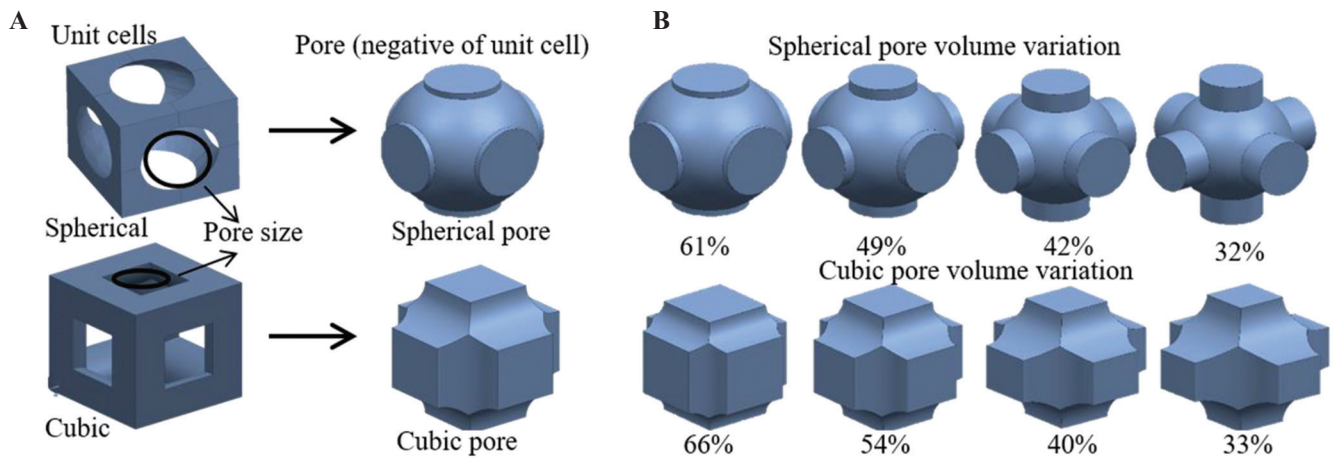 A
Unit cells
Pore (negative of unit cell)
Spherical
Pore size
Spherical pore
Cubic
Cubic pore
B
Spherical pore volume variation
61% 49% 42% 32%
Cubic pore volume variation
66% 54% 40% 33%